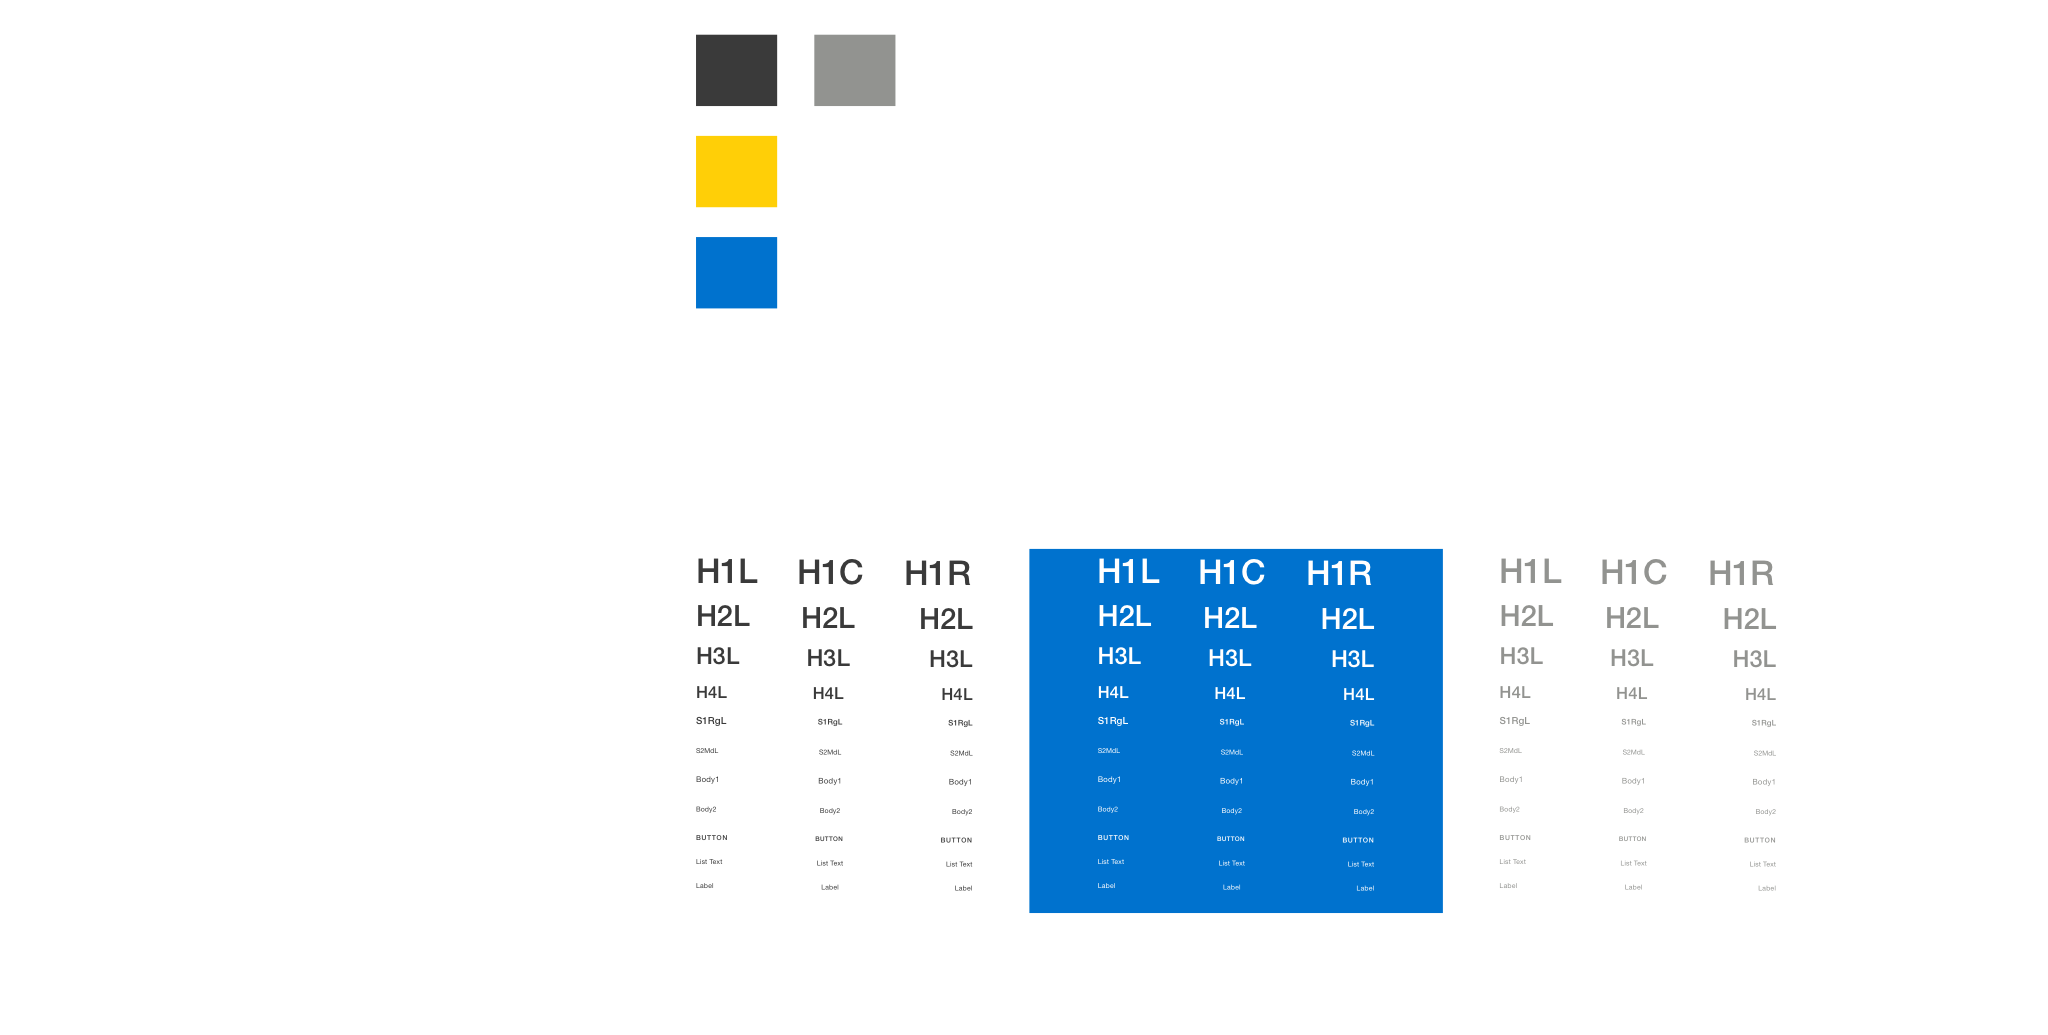 H1L H1C H1R H1L H1C H1R H1L H1C H1R
H2L H2L H2L H2L H2L H2L H2L H2L H2L
H3L H3L H3L H3L H3L H3L H3L H3L H3L
H4L H4L H4L H4L H4L H4L H4L H4L H4L
S1RgL S1RgL S1RgL S1RgL S1RgL S1RgL S1RgL S1RgL S1RgL
S2MdL S2MdL S2MdL S2MdL S2MdL S2MdL S2MdL S2MdL S2MdL
Body1 Body1 Body1 Body1 Body1 Body1 Body1 Body1 Body1
Body2 Body2 Body2 Body2 Body2 Body2 Body2 Body2 Body2
BUTTON BUTTON BUTTON BUTTON BUTTON BUTTON BUTTON BUTTON BUTTON
List Text List Text List Text List Text List Text List Text List Text List Text List Text
Label Label Label Label Label Label Label Label Label